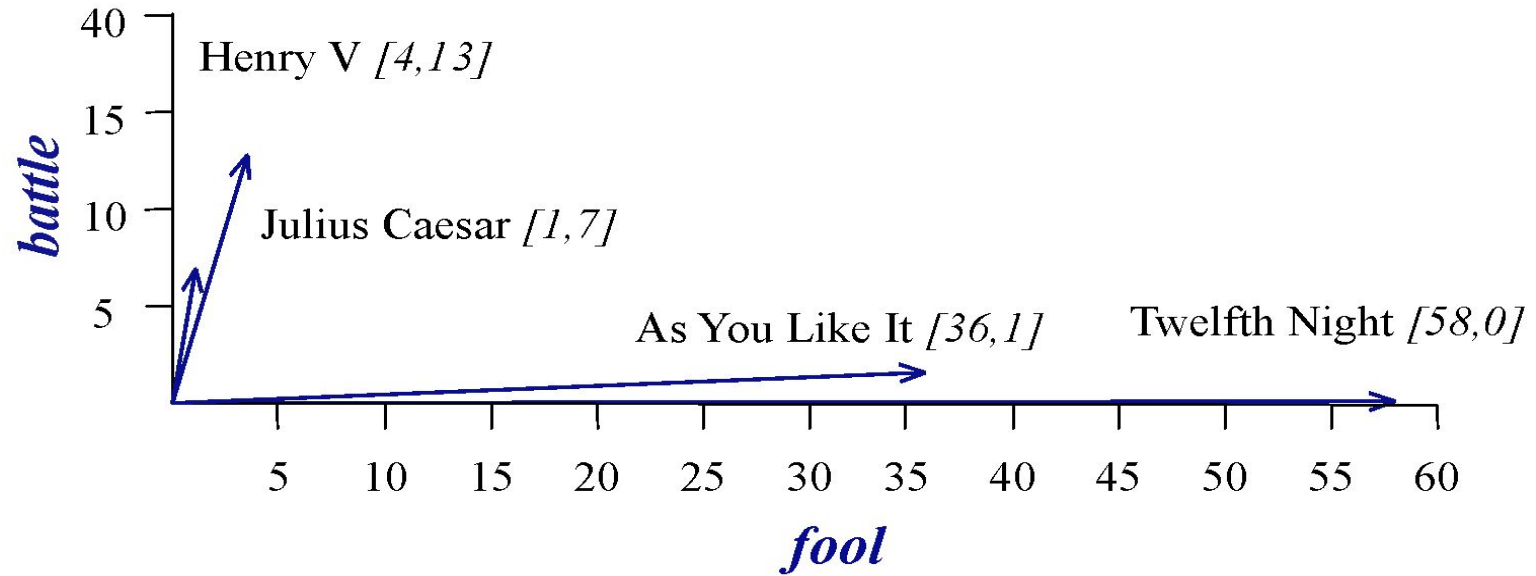 40
Henry V [4,13]
15
battle
10
Julius Caesar [1,7]
5
As You Like It [36,1]
Twelfth Night [58,0]
5 10 15 20 25 30 35 40 45 50 55 60
fool